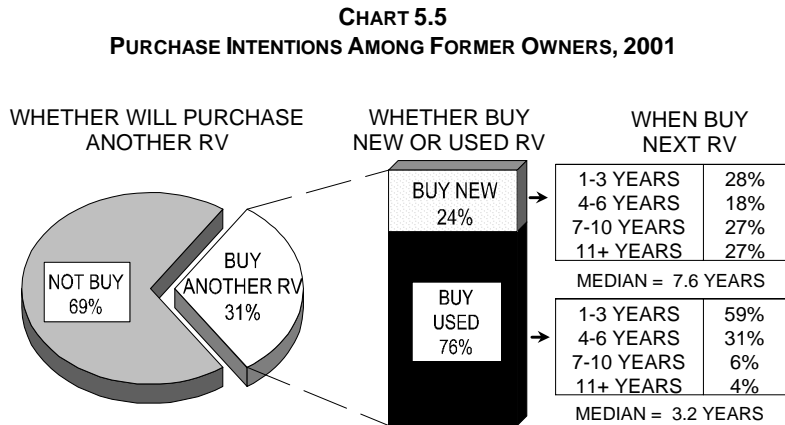 CHART 5.5
PURCHASE INTENTIONS AMONG FORMER OWNERS, 2001
WHETHER WILL PURCHASE
ANOTHER RV
NOT BUY
69%
BUY
ANOTHER RV
31%
WHETHER BUY
NEW OR USED RV
BUY NEW
24%
BUY
USED
76%
WHEN BUY
NEXT RV
1-3 YEARS 28%
4-6 YEARS 18%
7-10 YEARS 27%
11+ YEARS 27%
MEDIAN = 7.6 YEARS
1-3 YEARS 59%
4-6 YEARS 31%
7-10 YEARS 6%
11+ YEARS 4%
MEDIAN = 3.2 YEARS